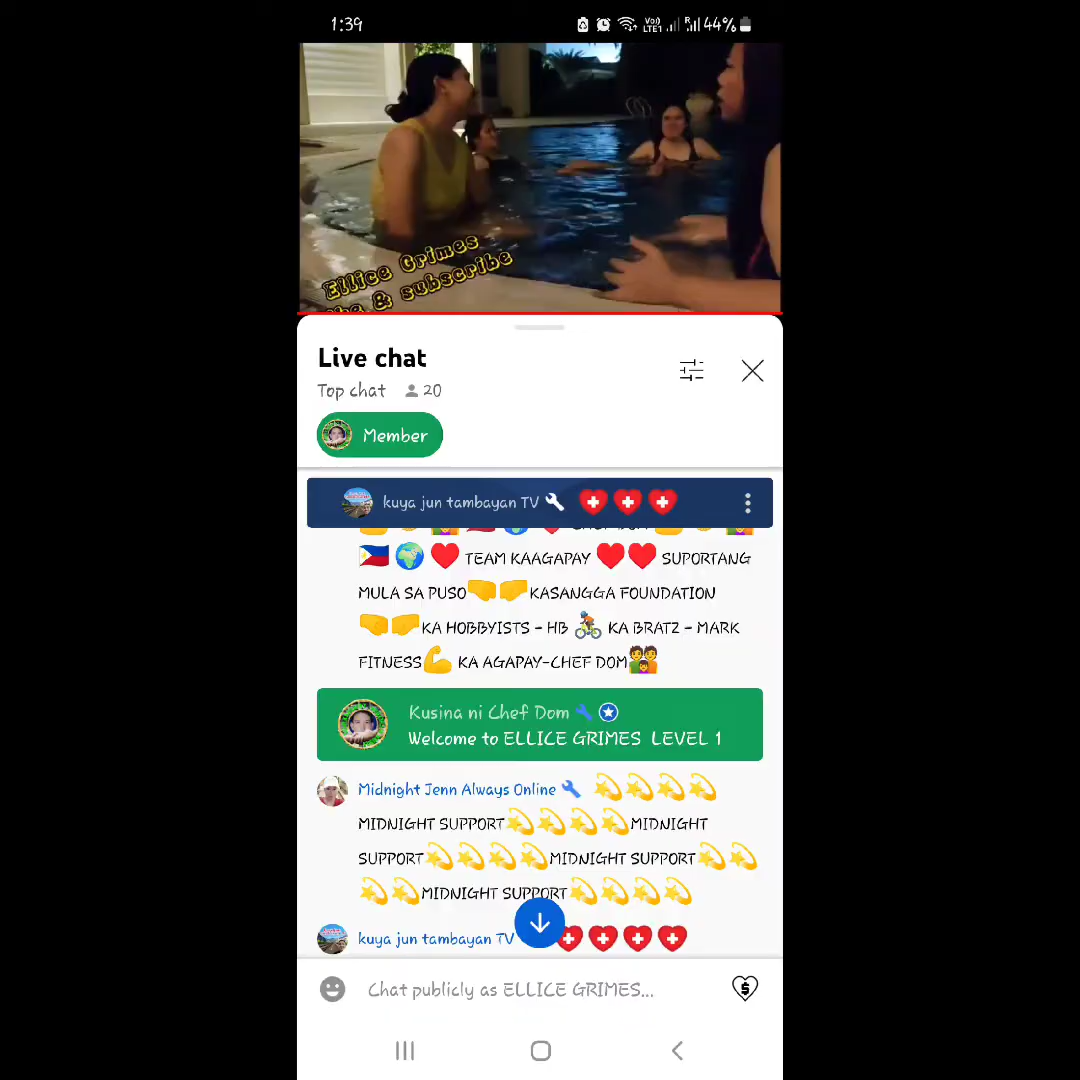 1:39
Vo)) LTE1 R 44%
Ellice Grimes
& subscribe
Live chat
Top chat 20
Member
kuya jun tambayan TV
TEAM KAAGAPAY SUPORTANG
MULA SA PUSO KASANGGA FOUNDATION
KA HOBBYISTS - HB KA BRATZ - MARK
FITNESS KA AGAPAY-CHEF DOM
Kusina ni Chef Dom
Welcome to ELLICE GRIMES LEVEL 1
Midnight Jenn Always Online
MIDNIGHT SUPPORT MIDNIGHT
SUPPORT MIDNIGHT SUPPORT
MIDNIGHT SUPPORT
kuya jun tambayan TV
Chat publicly as ELLICE GRIMES...